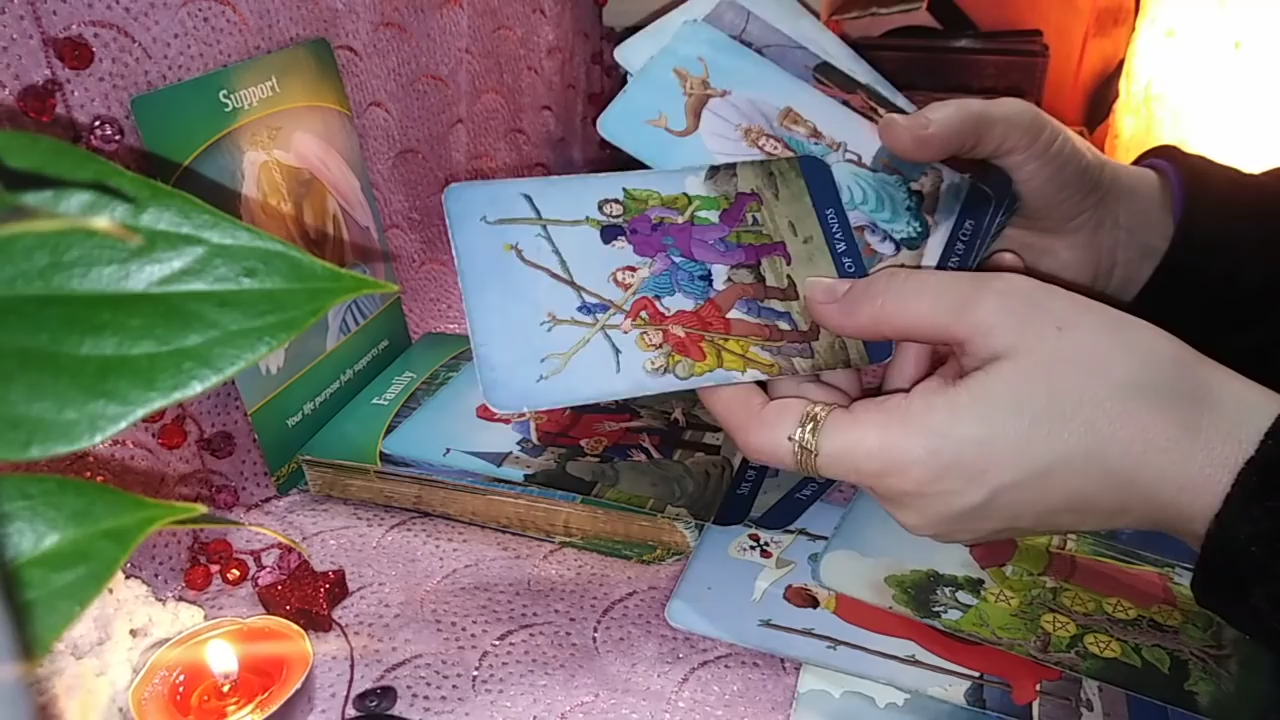 Support
Your life purpose fully supports you.
Family
OF WANDS
OF CUPS
SIX OF
TWO